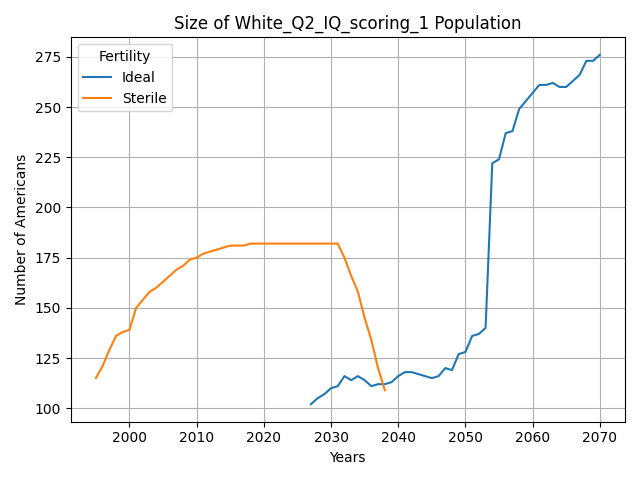 Size of White_Q2_IQ_scoring_1 Population
Fertility
Ideal
Sterile
Number of Americans
275
250
225
200
175
150
125
100
2000
2010
2020
2030
2040
2050
2060
2070
Years